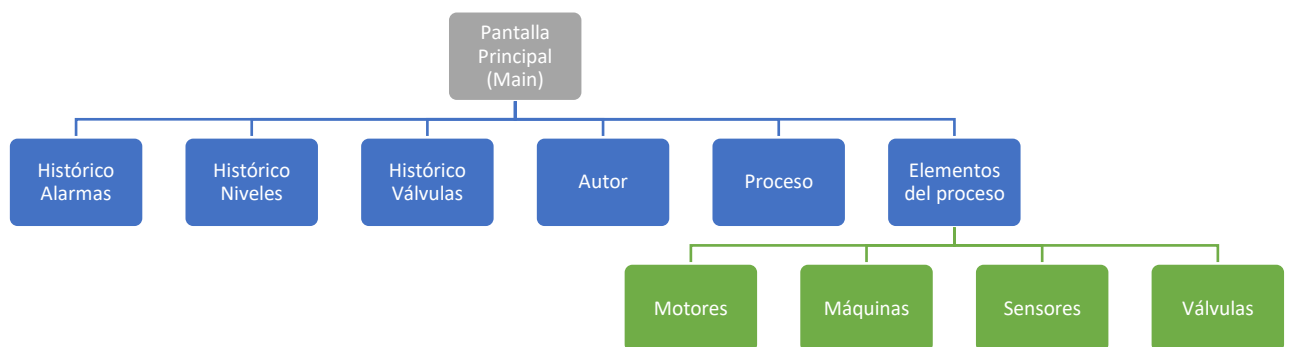 Pantalla
Principal
(Main)
Histórico
Alarmas
Histórico
Niveles
Histórico
Válvulas
Autor
Proceso
Elementos
del proceso
Motores
Máquinas
Sensores
Válvulas